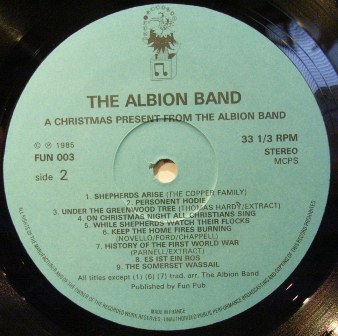 THE ALBION BAND
A CHRISTMAS PRESENT FROM THE ALBION BAND
© ℗ 1985
FUN 003
side 2
33 1/3 RPM
STEREO
MCPS
1. SHEPHERDS ARISE (THE COPPER FAMILY)
2. PERSONENT HODIE
3. UNDER THE GREENWOOD TREE (THOMAS HARDY/EXTRACT)
4. ON CHRISTMAS NIGHT ALL CHRISTIANS SING
5. WHILE SHEPHERDS WATCH THEIR FLOCKS
6. KEEP THE HOME FIRES BURNING
(NOVELLO/FORD/CHAPPELL)
7. HISTORY OF THE FIRST WORLD WAR
(PARNELL/EXTRACT)
8. ES IST EIN ROS
9. THE SOMERSET WASSAIL
All titles except (1) (6) (7) trad. arr. The Albion Band
Published by Fun Pub
MADE IN FRANCE